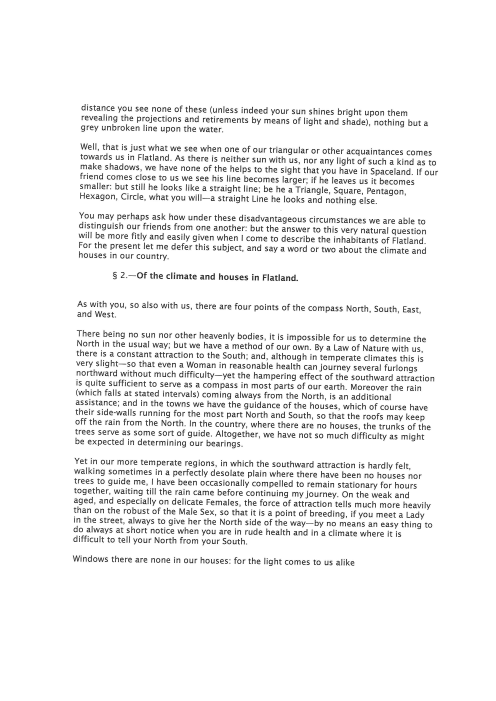 distance you see none of these (unless indeed your sun shines bright upon them
revealing the projections and retirements by means of light and shade), nothing but a
grey unbroken line upon the water.
Well, that is just what we see when one of our triangular or other acquaintances comes
towards us in Flatland. As there is neither sun with us, nor any light of such a kind as to
make shadows, we have none of the helps to the sight that you have in Spaceland. If our
friend comes close to us we see his line becomes larger; if he leaves us it becomes
smaller: but still he looks like a straight line; be he a Triangle, Square, Pentagon,
Hexagon, Circle, what you will—a straight Line he looks and nothing else.
You may perhaps ask how under these disadvantageous circumstances we are able to
distinguish our friends from one another: but the answer to this very natural question
will be more fitly and easily given when I come to describe the inhabitants of Flatland.
For the present let me defer this subject, and say a word or two about the climate and
houses in our country.
§ 2.—Of the climate and houses in Flatland.
As with you, so also with us, there are four points of the compass North, South, East,
and West.
There being no sun nor other heavenly bodies, it is impossible for us to determine the
North in the usual way; but we have a method of our own. By a Law of Nature with us,
there is a constant attraction to the South; and, although in temperate climates this is
very slight—so that even a Woman in reasonable health can journey several furlongs
northward without much difficulty—yet the hampering effect of the southward attraction
is quite sufficient to serve as a compass in most parts of our earth. Moreover the rain
(which falls at stated intervals) coming always from the North, is an additional
assistance; and in the towns we have the guidance of the houses, which of course have
their side-walls running for the most part North and South, so that the roofs may keep
off the rain from the North. In the country, where there are no houses, the trunks of the
trees serve as some sort of guide. Altogether, we have not so much difficulty as might
be expected in determining our bearings.
Yet in our more temperate regions, in which the southward attraction is hardly felt,
walking sometimes in a perfectly desolate plain where there have been no houses nor
trees to guide me, I have been occasionally compelled to remain stationary for hours
together, waiting till the rain came before continuing my journey. On the weak and
aged, and especially on delicate Females, the force of attraction tells much more heavily
than on the robust of the Male Sex, so that it is a point of breeding, if you meet a Lady
in the street, always to give her the North side of the way—by no means an easy thing to
do always at short notice when you are in rude health and in a climate where it is
difficult to tell your North from your South.
Windows there are none in our houses: for the light comes to us alike